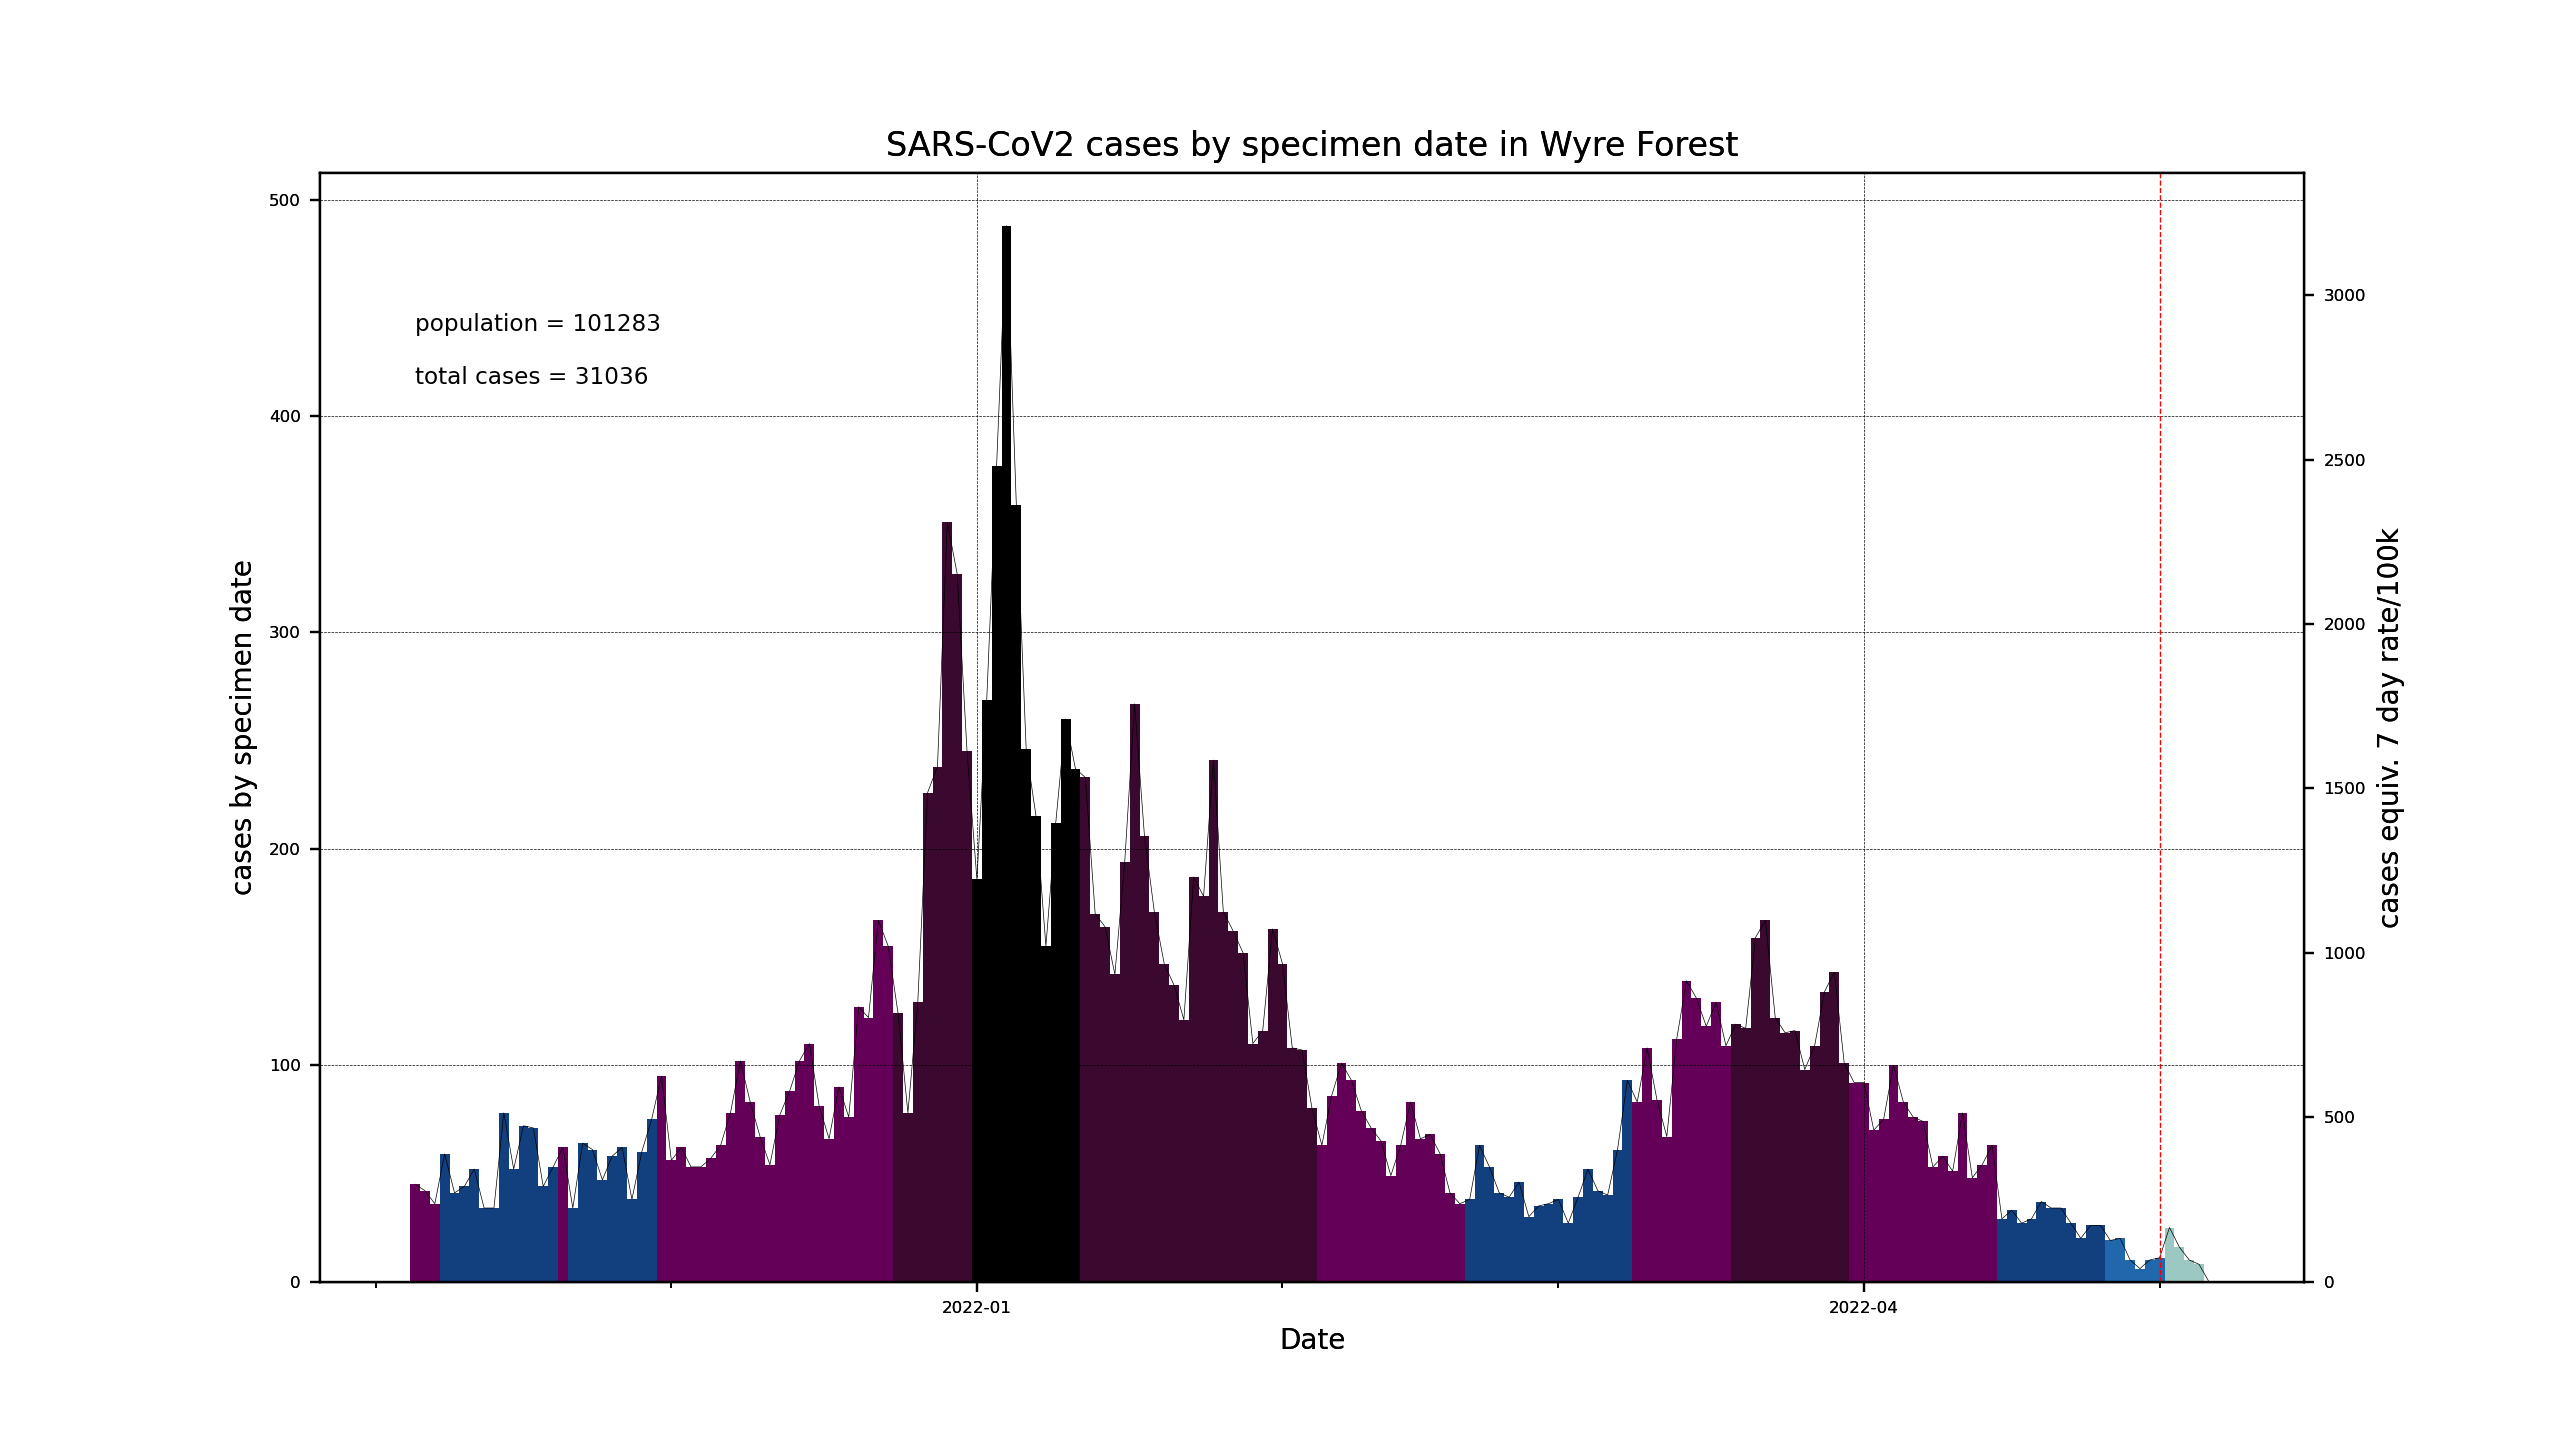 SARS-CoV2 cases by specimen date in Wyre Forest
500
400
300
200
100
0
cases by specimen date
population = 101283
total cases = 31036
3000
2500
2000
1500
1000
500
0
cases equiv. 7 day rate/100k
2022-01
2022-04
Date